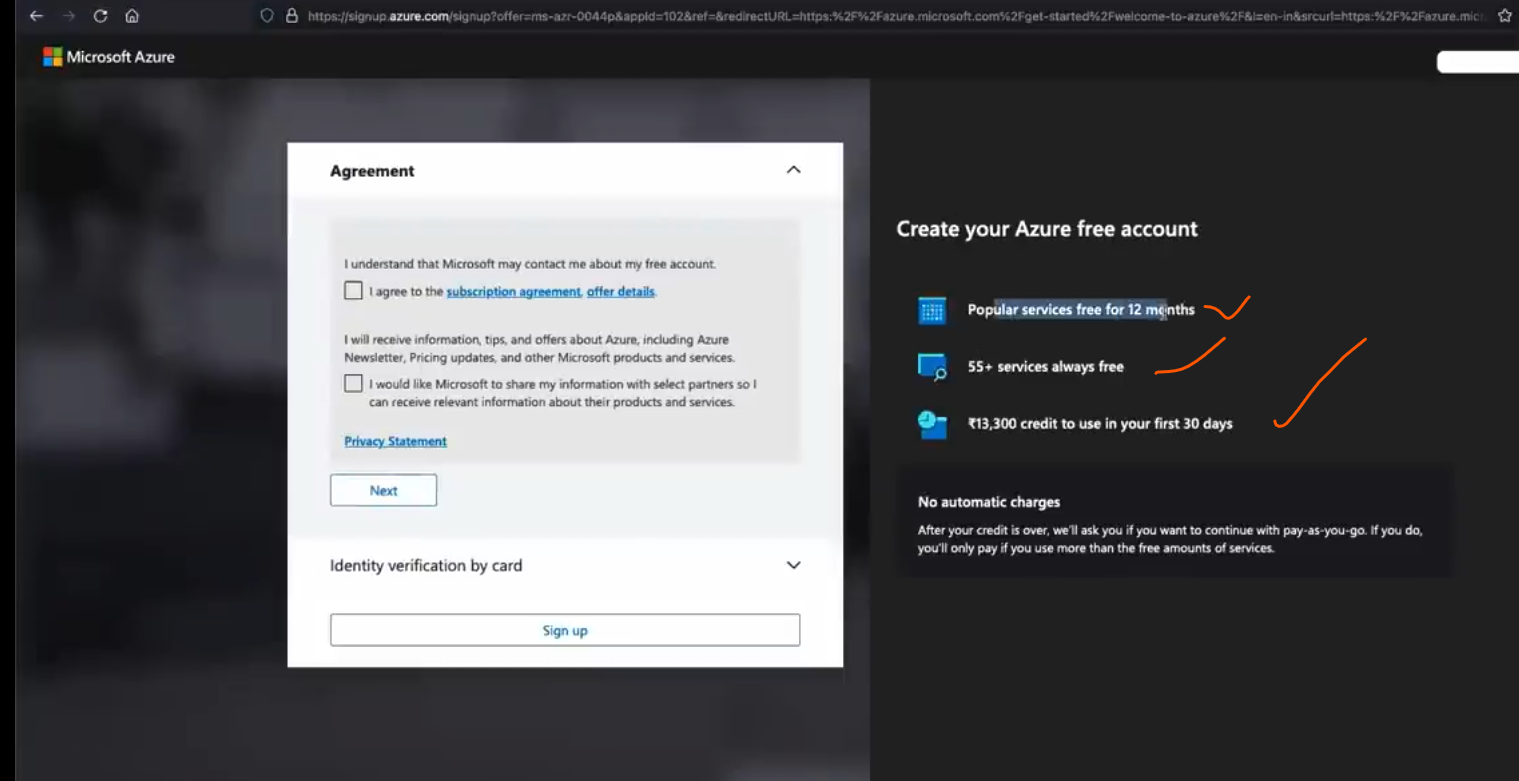 https://signup.azure.com/signup?offer=ms-azr-0044p&appId=102&ref=&redirectURL=https:%2F%2Fazure.microsoft.com%2Fget-started%2Fwelcome-to-azure%2F&l=en-in&srcurl=https:%2F%2Fazure.micr
Microsoft Azure
Agreement
I understand that Microsoft may contact me about my free account.
I agree to the subscription agreement, offer details.
I will receive information, tips, and offers about Azure, including Azure
Newsletter, Pricing updates, and other Microsoft products and services.
I would like Microsoft to share my information with select partners so I
can receive relevant information about their products and services.
Privacy Statement
Next
Identity verification by card
Sign up
Create your Azure free account
Popular services free for 12 months
55+ services always free
₹13,300 credit to use in your first 30 days
No automatic charges
After your credit is over, we'll ask you if you want to continue with pay-as-you-go. If you do,
you'll only pay if you use more than the free amounts of services.